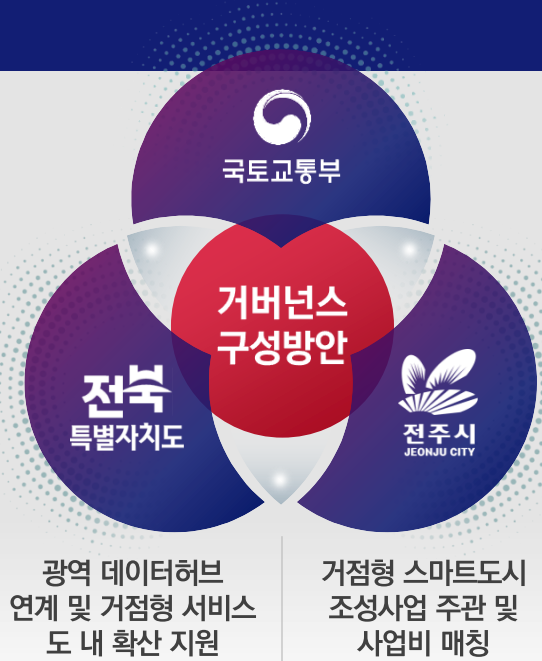 국토교통부
거버넌스
구성방안
전북
특별자치도
전주시
JEONJU CITY
광역 데이터허브
연계 및 거점형 서비스
도 내 확산 지원
거점형 스마트도시
조성사업 주관 및
사업비 매칭